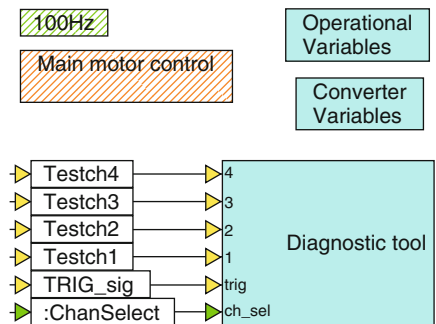 100Hz
Main motor control
Operational
Variables
Converter
Variables
Testch4 4
Testch3 3
Testch2 2
Testch1 1
Diagnostic tool
TRIG_sig trig
:ChanSelect ch_sel